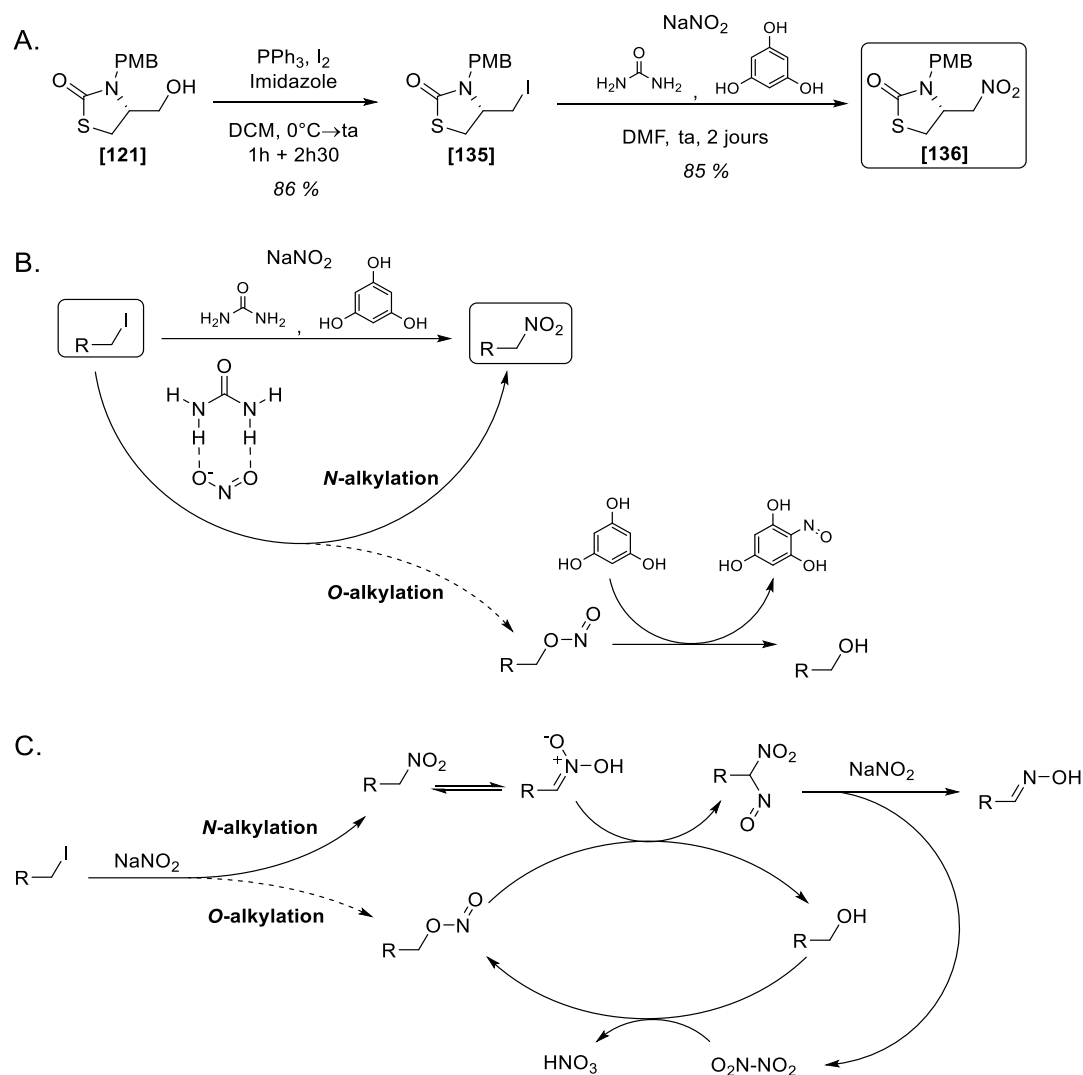 A.
PMB
O
N
OH
S
[121]
PPh3, I2
Imidazole
DCM, 0°C→ta
1h + 2h30
86 %
PMB
O
N
I
S
[135]
NaNO2
O
H2N NH2
,
OH
HO OH
DMF, ta, 2 jours
85 %
PMB
O
N
NO2
S
[136]
B.
NaNO2
O
H2N NH2
,
OH
HO OH
R I
R NO2
O
H N N H
H H
O- N O
N-alkylation
O-alkylation
OH
HO OH
OH
N O
HO OH
R O N O
R OH
C.
R I
NaNO2
N-alkylation
O-alkylation
R NO2
-O
N+ OH
R
NO2
R
N
O
NaNO2
N OH
R
O
R O N
OH
R
HNO3
O2N-NO2